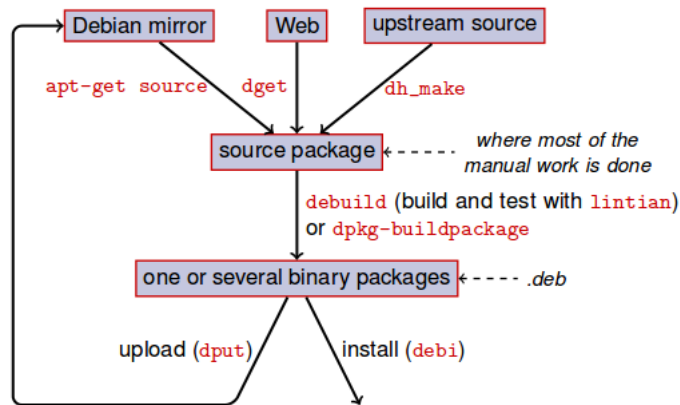 Debian mirror
Web
upstream source
apt-get source
dget
dh_make
source package
where most of the
manual work is done
debuild (build and test with lintian)
or dpkg-buildpackage
one or several binary packages
.deb
upload (dput)
install (debi)